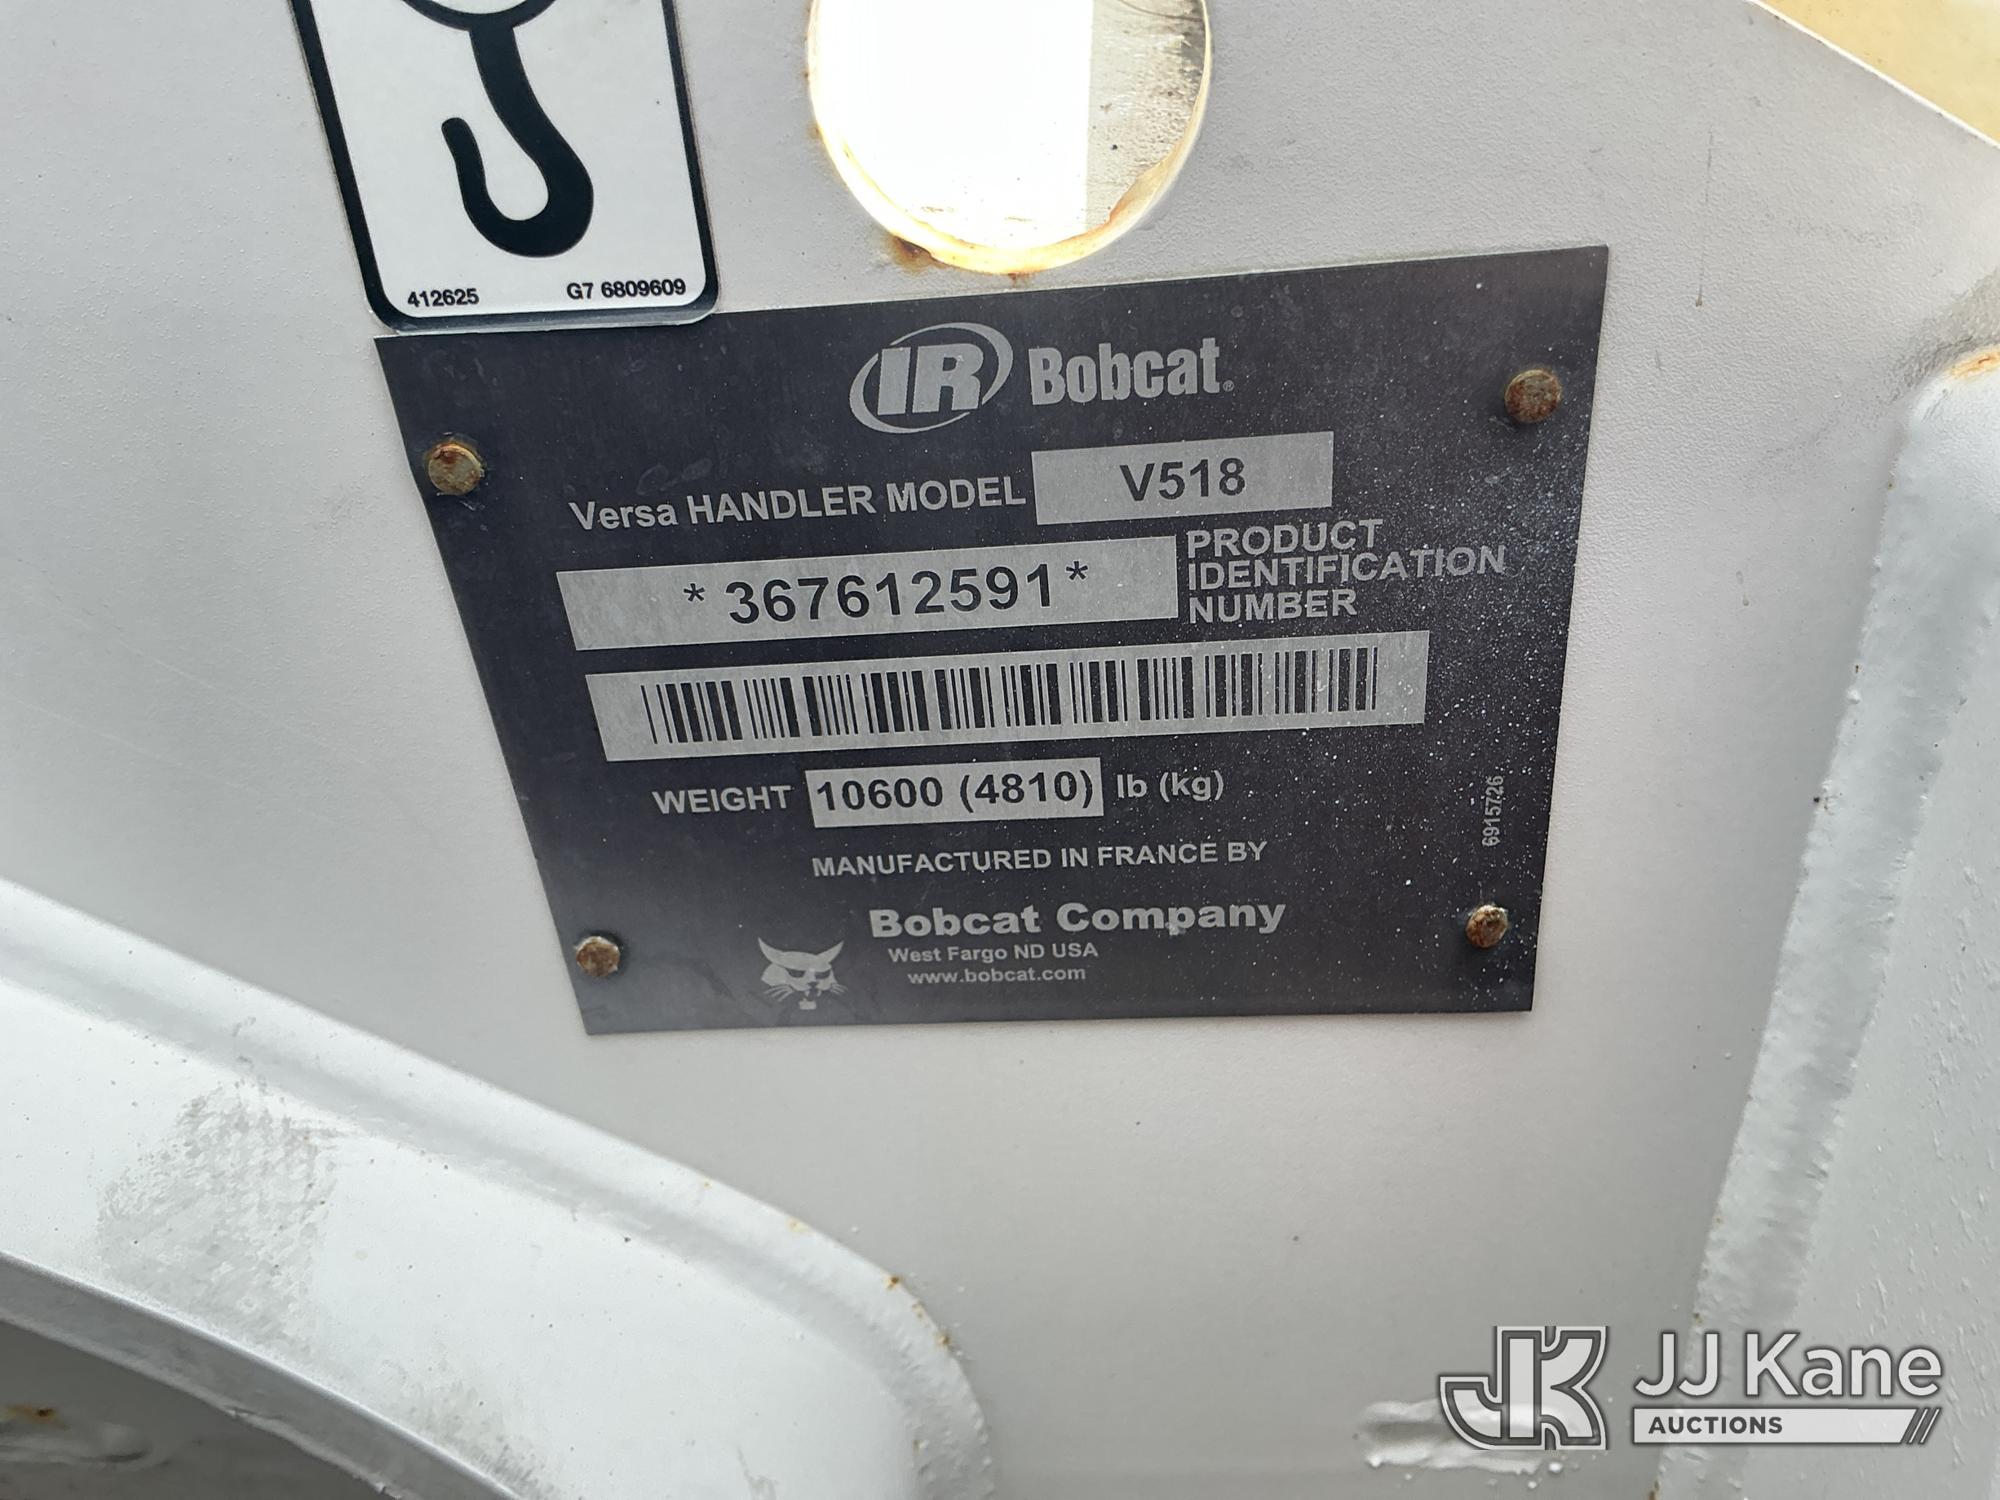 412625 G7 6809609
IR Bobcat®
Versa HANDLER MODEL V518
*367612591*
PRODUCT
IDENTIFICATION
NUMBER
WEIGHT 10600 (4810) lb (kg)
6915726
MANUFACTURED IN FRANCE BY
Bobcat Company
West Fargo ND USA
www.bobcat.com
JK JJ Kane
AUCTIONS